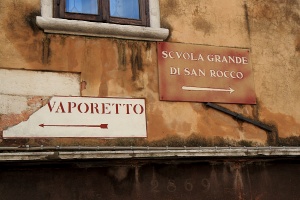 SCVOLA GRANDE
DI SAN ROCCO
VAPORETTO